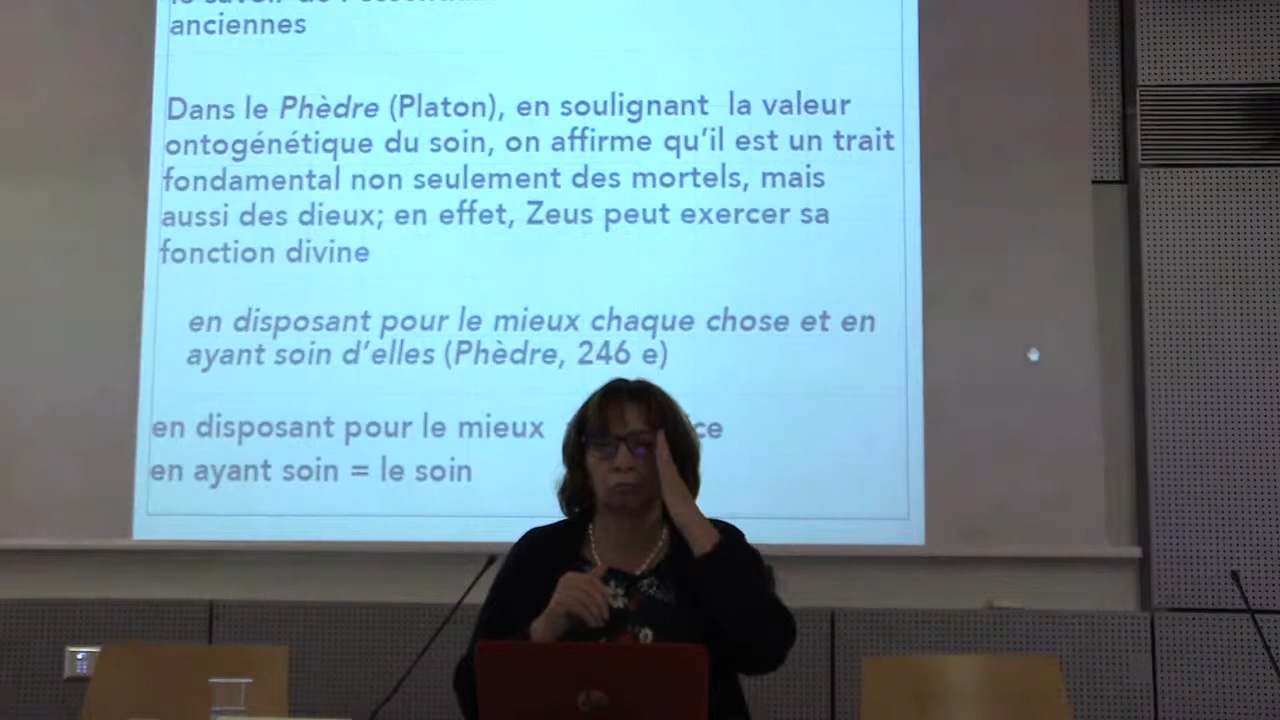 anciennes
Dans le Phèdre (Platon), en soulignant la valeur
ontogénétique du soin, on affirme qu'il est un trait
fondamental non seulement des mortels, mais
aussi des dieux; en effet, Zeus peut exercer sa
fonction divine
en disposant pour le mieux chaque chose et en
ayant soin d'elles (Phèdre, 246 e)
en disposant pour le mieux
en ayant soin = le soin
hp